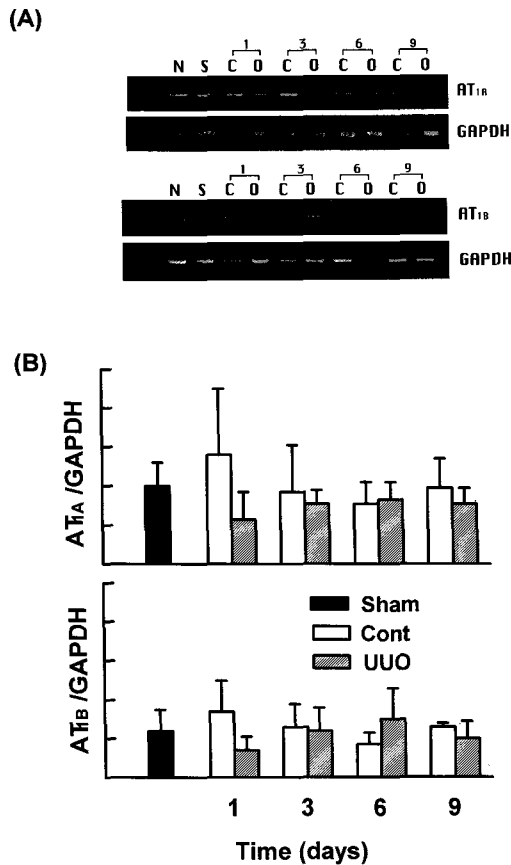 (A)
1 3 6 9
N S C O C O C O C O
AT1A
GAPDH
1 3 6 9
N S C O C O C O C O
AT1B
GAPDH
(B)
AT1A /GAPDH
AT1B /GAPDH
Sham
Cont
UUO
1 3 6 9
Time (days)